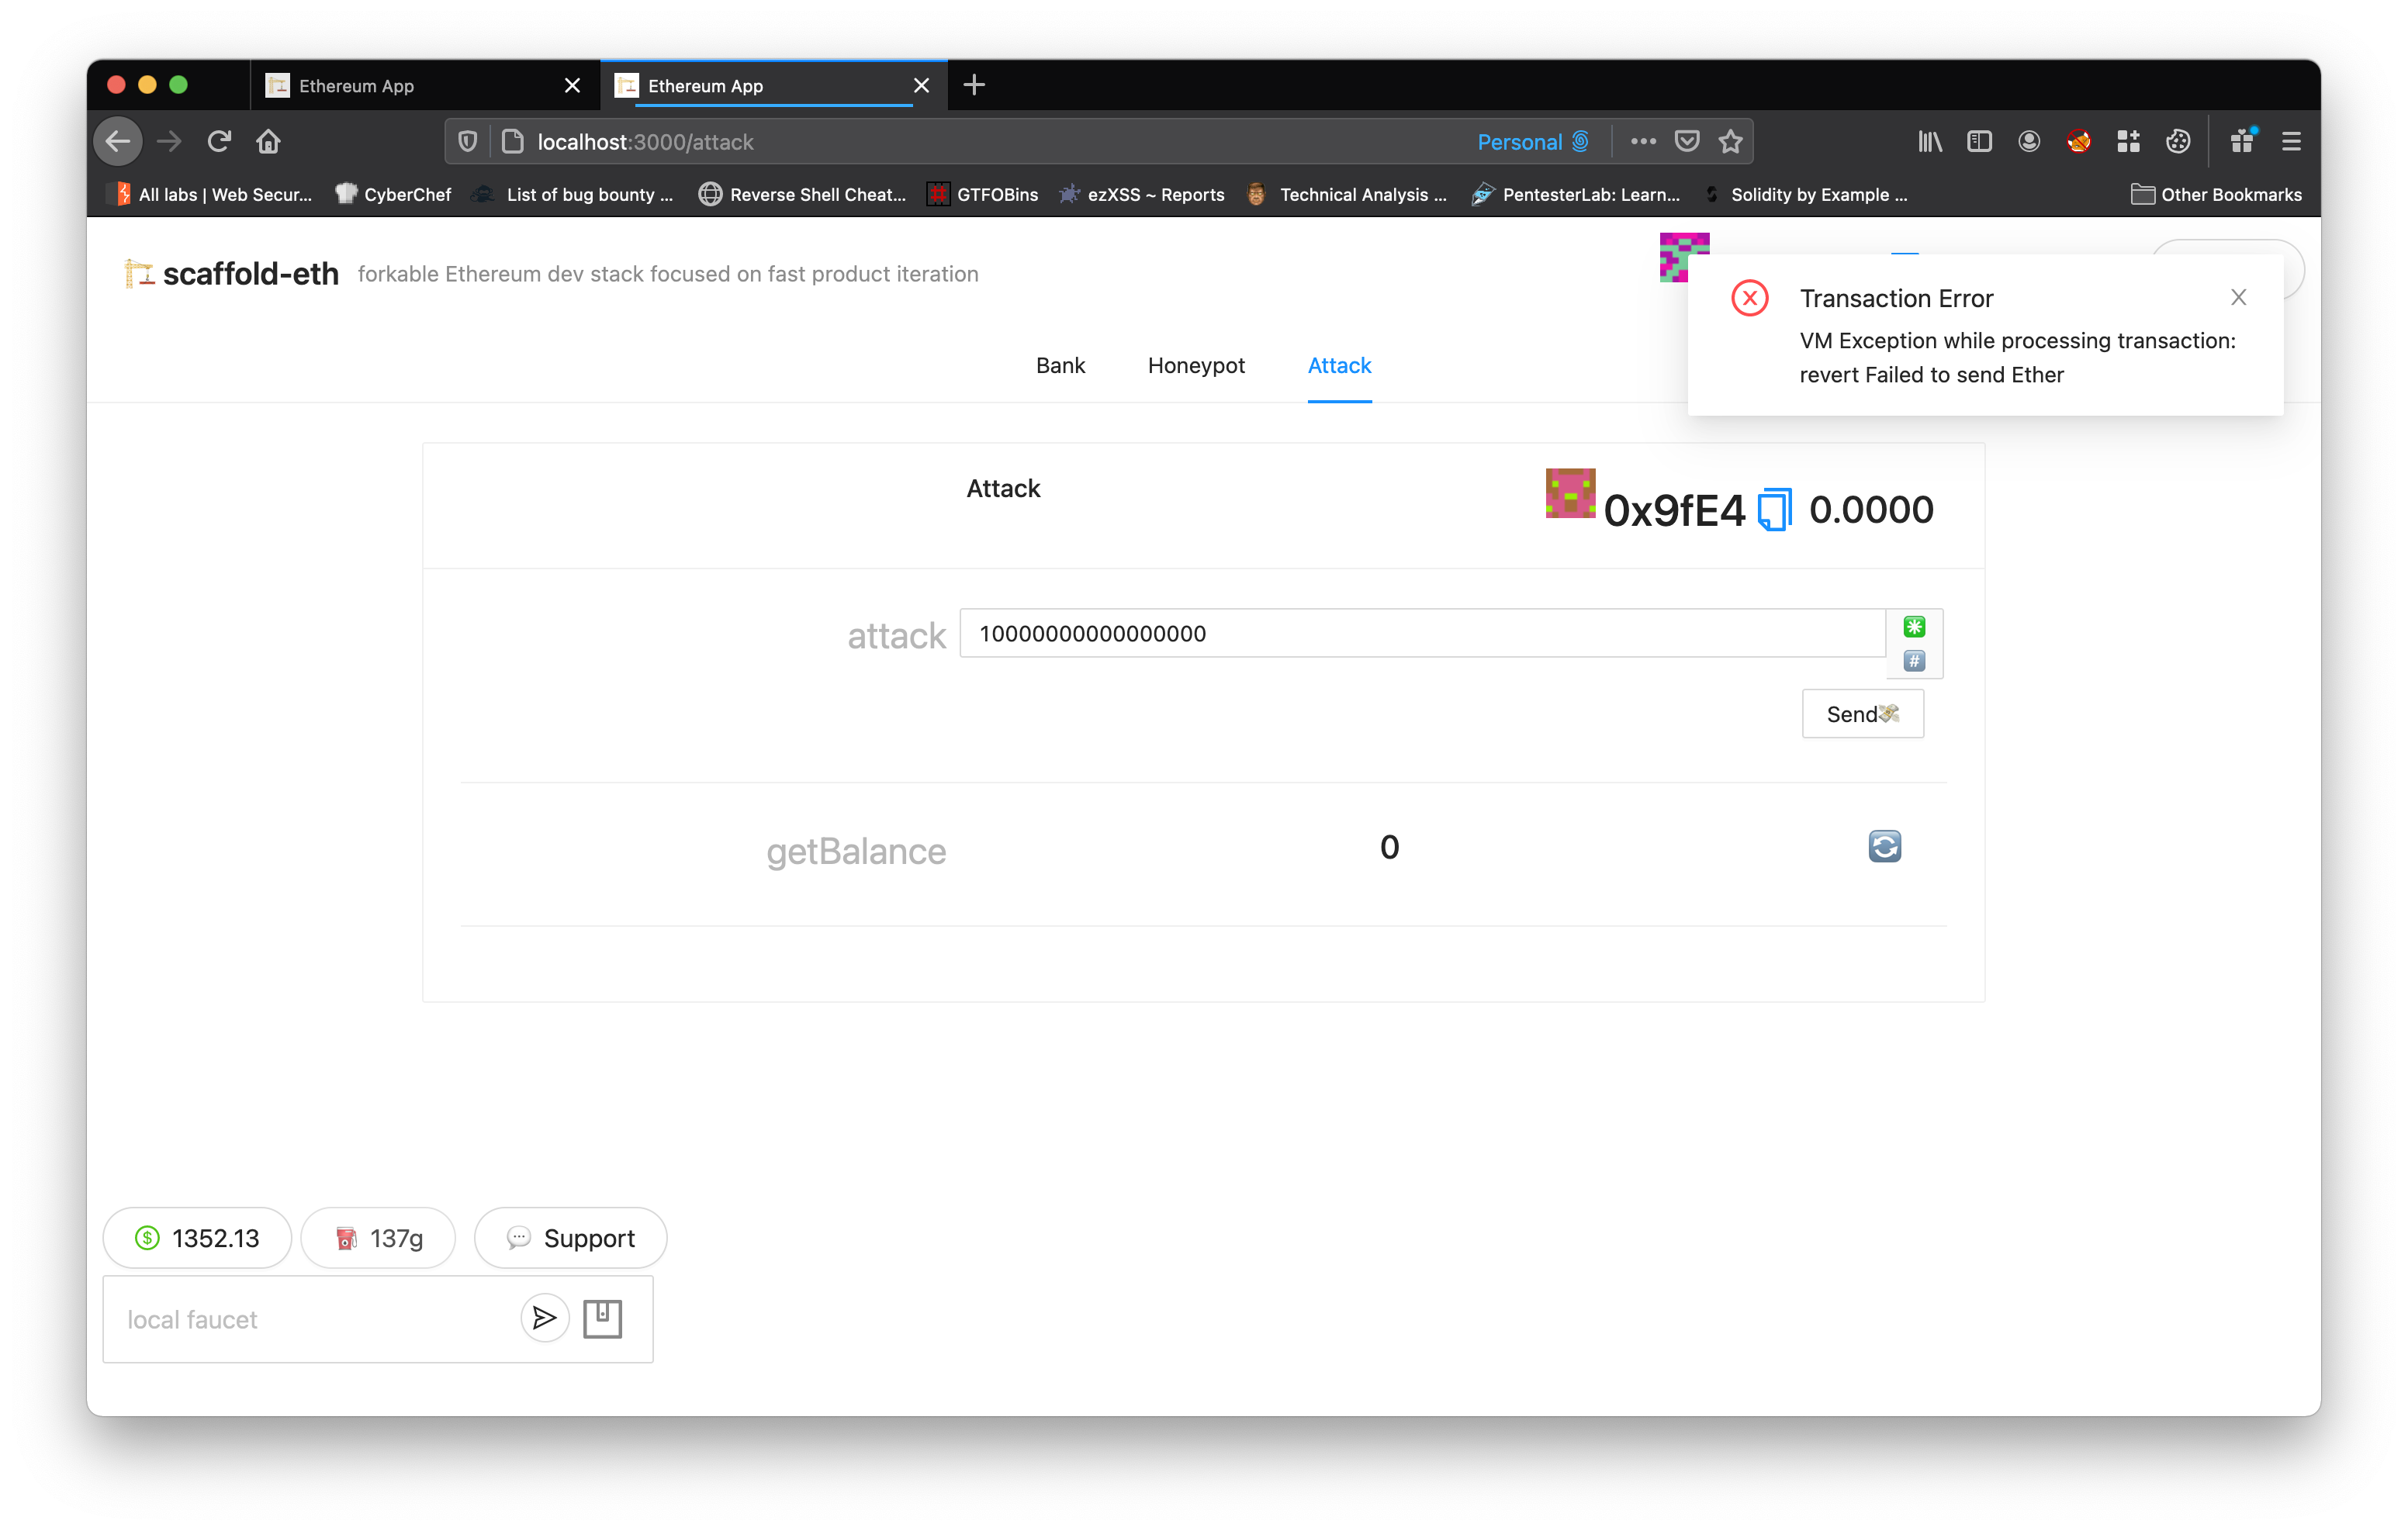 Ethereum App
Ethereum App
localhost:3000/attack
Personal
All labs | Web Secur...
CyberChef
List of bug bounty ...
Reverse Shell Cheat...
GTFOBins
ezXSS ~ Reports
Technical Analysis ...
PentesterLab: Learn...
Solidity by Example ...
Other Bookmarks
scaffold-eth forkable Ethereum dev stack focused on fast product iteration
Transaction Error
VM Exception while processing transaction:
revert Failed to send Ether
Bank
Honeypot
Attack
Attack
0x9fE4
0.0000
attack
10000000000000000
#
Send
getBalance
0
1352.13
137g
Support
local faucet